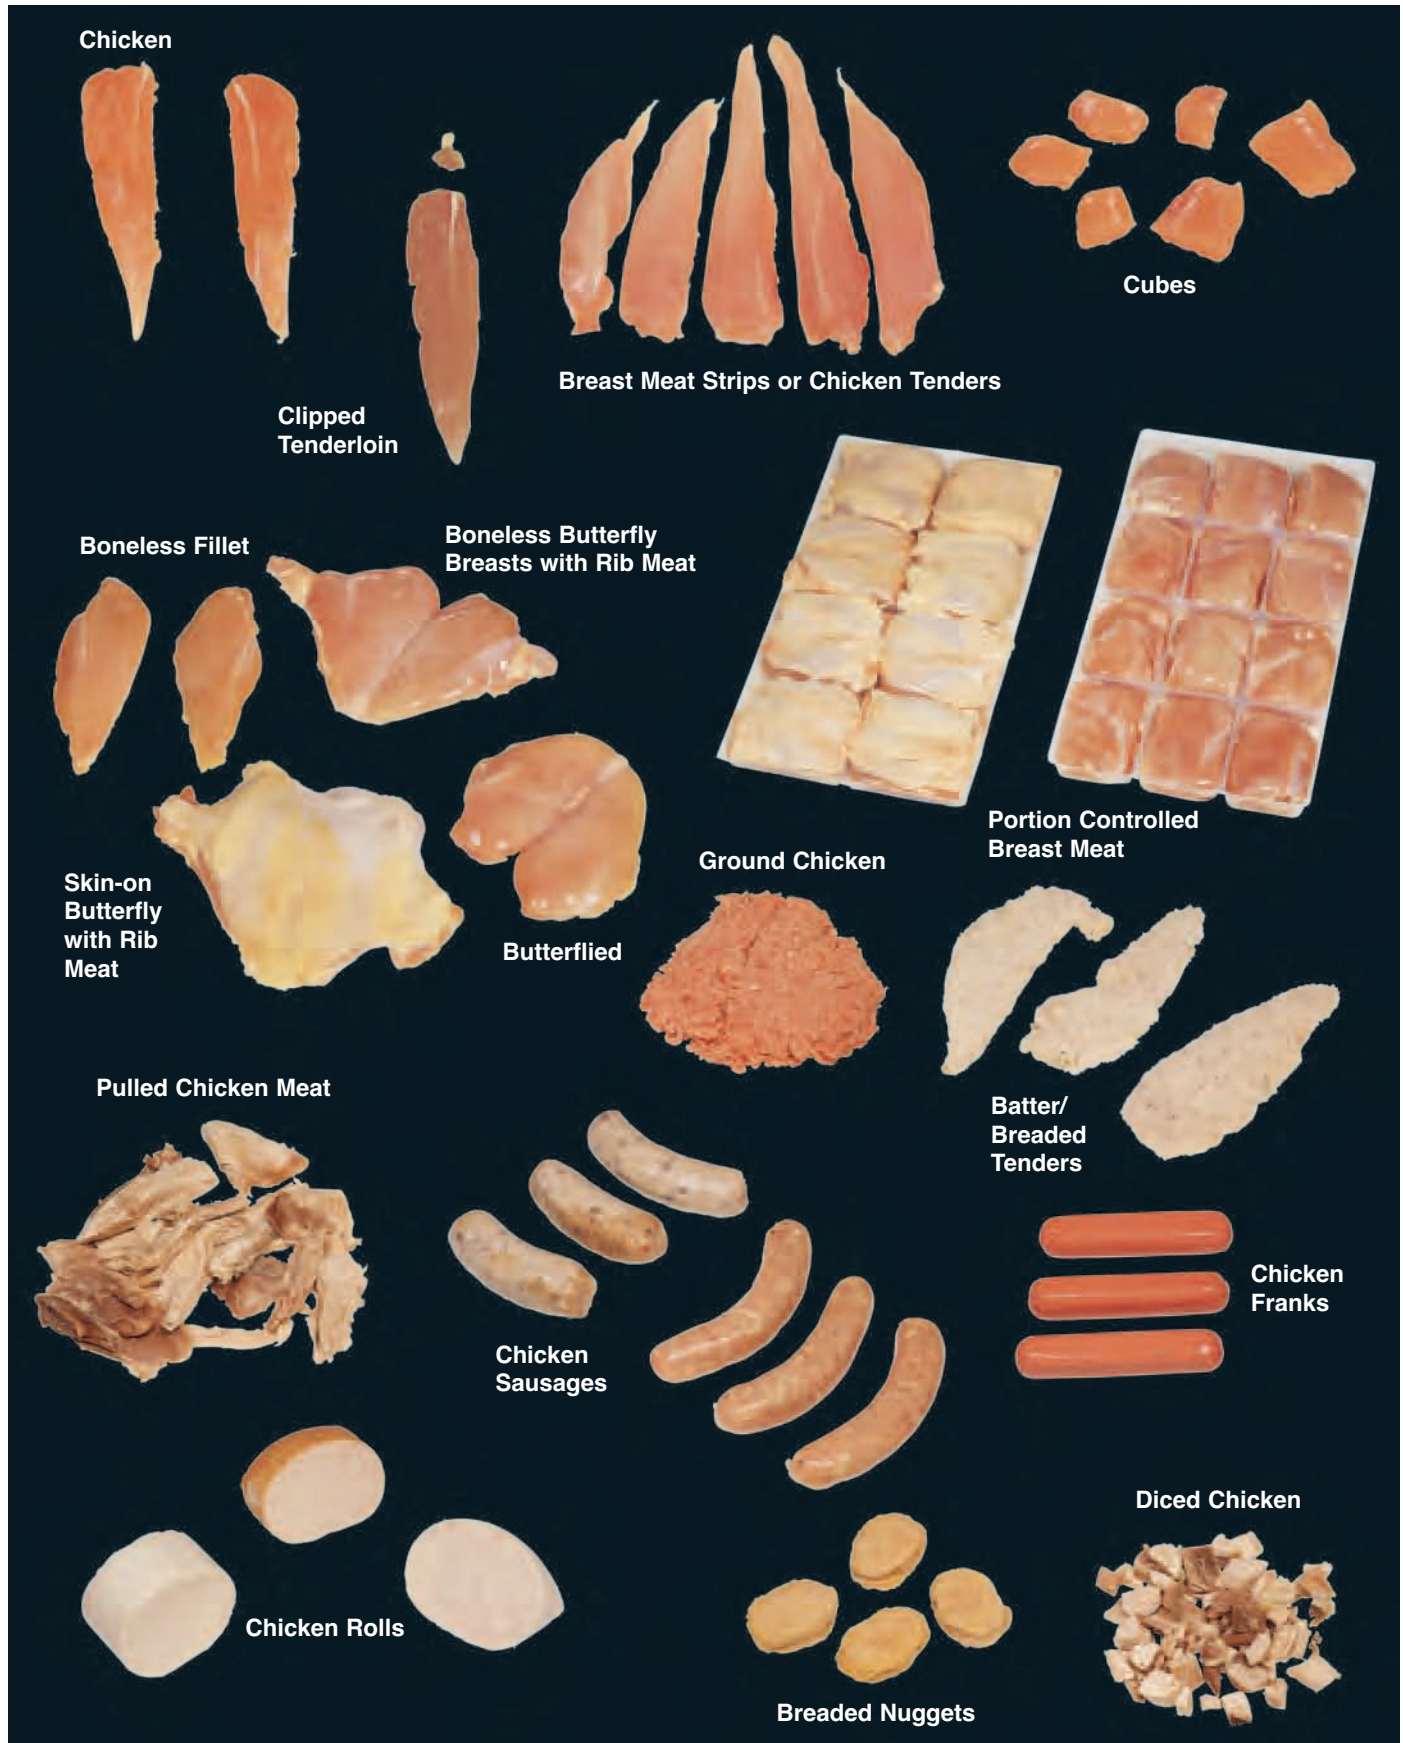 Chicken
Cubes
Breast Meat Strips or Chicken Tenders
Clipped
Tenderloin
Boneless Fillet
Boneless Butterfly
Breasts with Rib Meat
Portion Controlled
Breast Meat
Ground Chicken
Skin-on
Butterfly
with Rib
Meat
Butterflied
Pulled Chicken Meat
Batter/
Breaded
Tenders
Chicken
Franks
Chicken
Sausages
Diced Chicken
Chicken Rolls
Breaded Nuggets